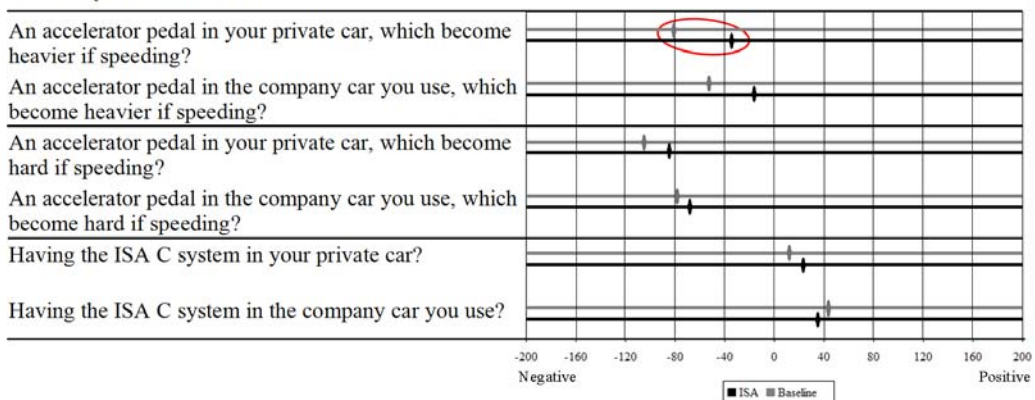 An accelerator pedal in your private car, which become
heavier if speeding?
An accelerator pedal in the company car you use, which
become heavier if speeding?
An accelerator pedal in your private car, which become
hard if speeding?
An accelerator pedal in the company car you use, which
become hard if speeding?
Having the ISA C system in your private car?
Having the ISA C system in the company car you use?
-200 -160 -120 -80 -40 0 40 80 120 160 200
Negative Positive
ISA Baseline